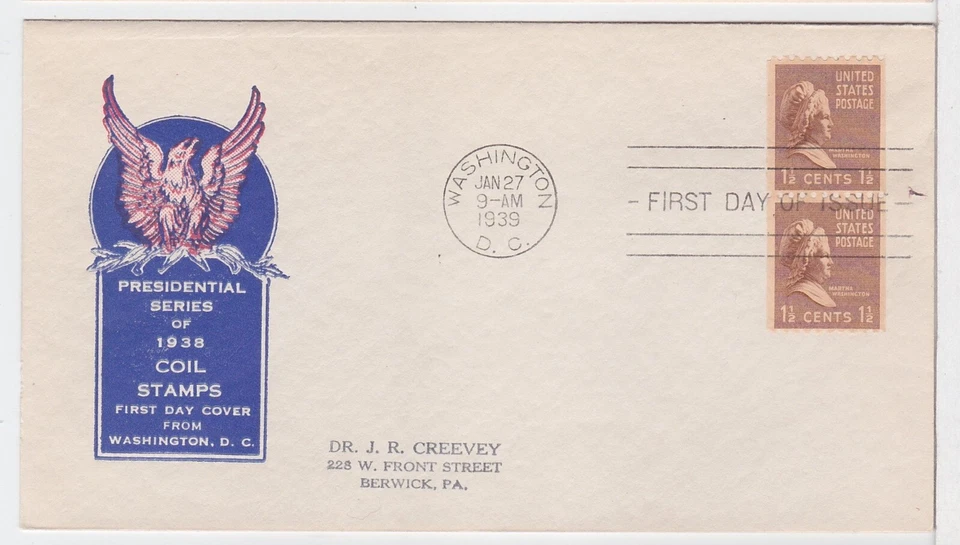 PRESIDENTIAL
SERIES
OF
1938
COIL
STAMPS
FIRST DAY COVER
FROM
WASHINGTON, D. C.
WASHINGTON
JAN 27
9-AM
1939
D. C.
- FIRST DAY OF ISSUE -
UNITED
STATES
POSTAGE
MARTHA
WASHINGTON
1½ CENTS 1½
UNITED
STATES
POSTAGE
MARTHA
WASHINGTON
1½ CENTS 1½
DR. J. R. CREEVEY
228 W. FRONT STREET
BERWICK, PA.